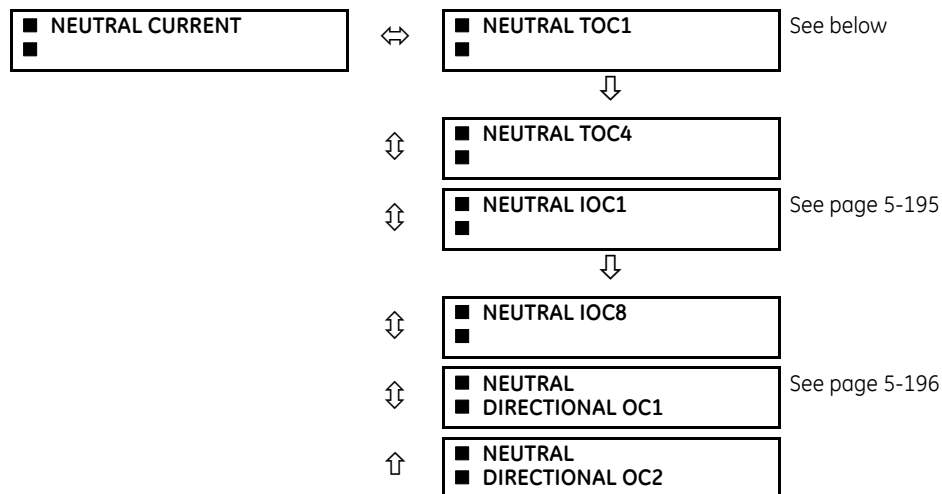 ■ NEUTRAL CURRENT
■
■ NEUTRAL TOC1
■
See below
■ NEUTRAL TOC4
■
■ NEUTRAL IOC1
■
See page 5-195
■ NEUTRAL IOC8
■
■ NEUTRAL
■ DIRECTIONAL OC1
See page 5-196
■ NEUTRAL
■ DIRECTIONAL OC2